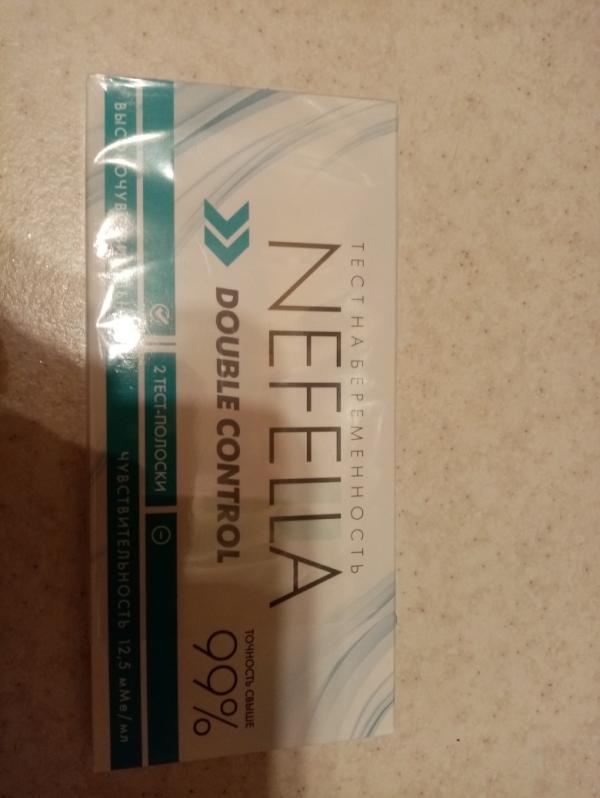 ТЕСТ НА БЕРЕМЕННОСТЬ
NEFELLA
DOUBLE CONTROL
ТОЧНОСТЬ СВЫШЕ
99%
2 ТЕСТ-ПОЛОСКИ
ЧУВСТВИТЕЛЬНОСТЬ 12,5 мМе/мл